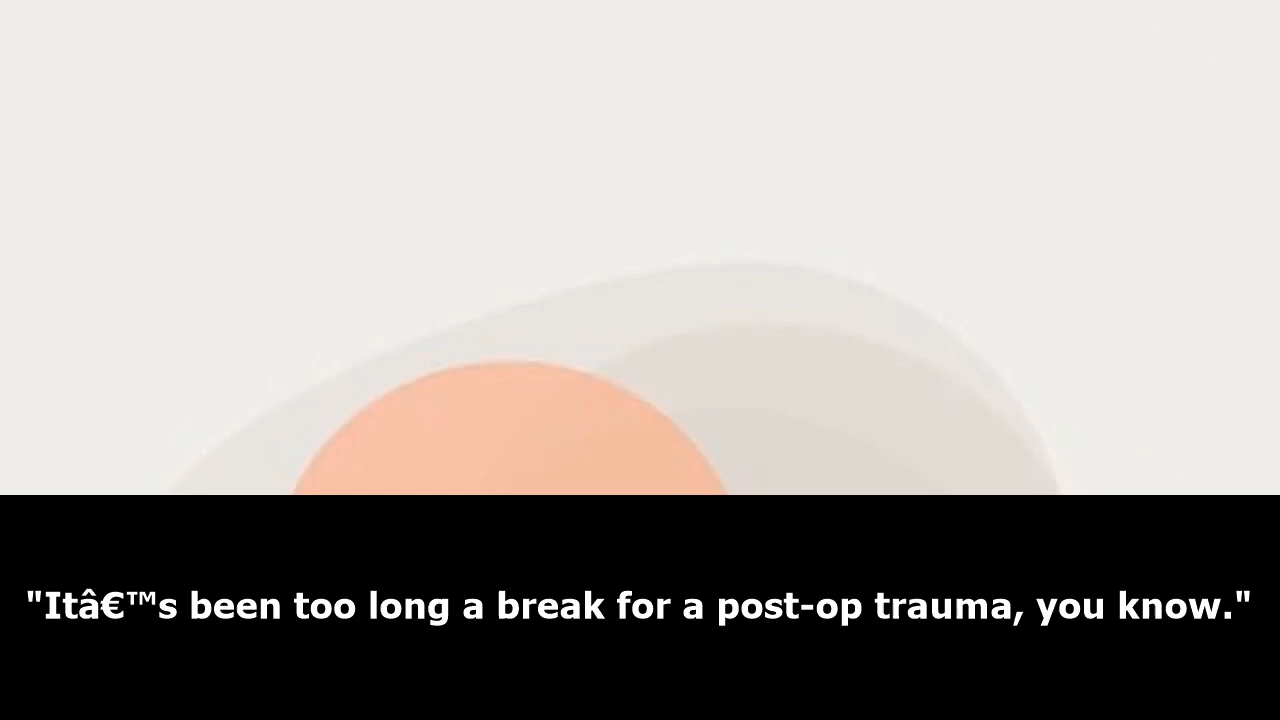 "Itâ€™s been too long a break for a post-op trauma, you know."